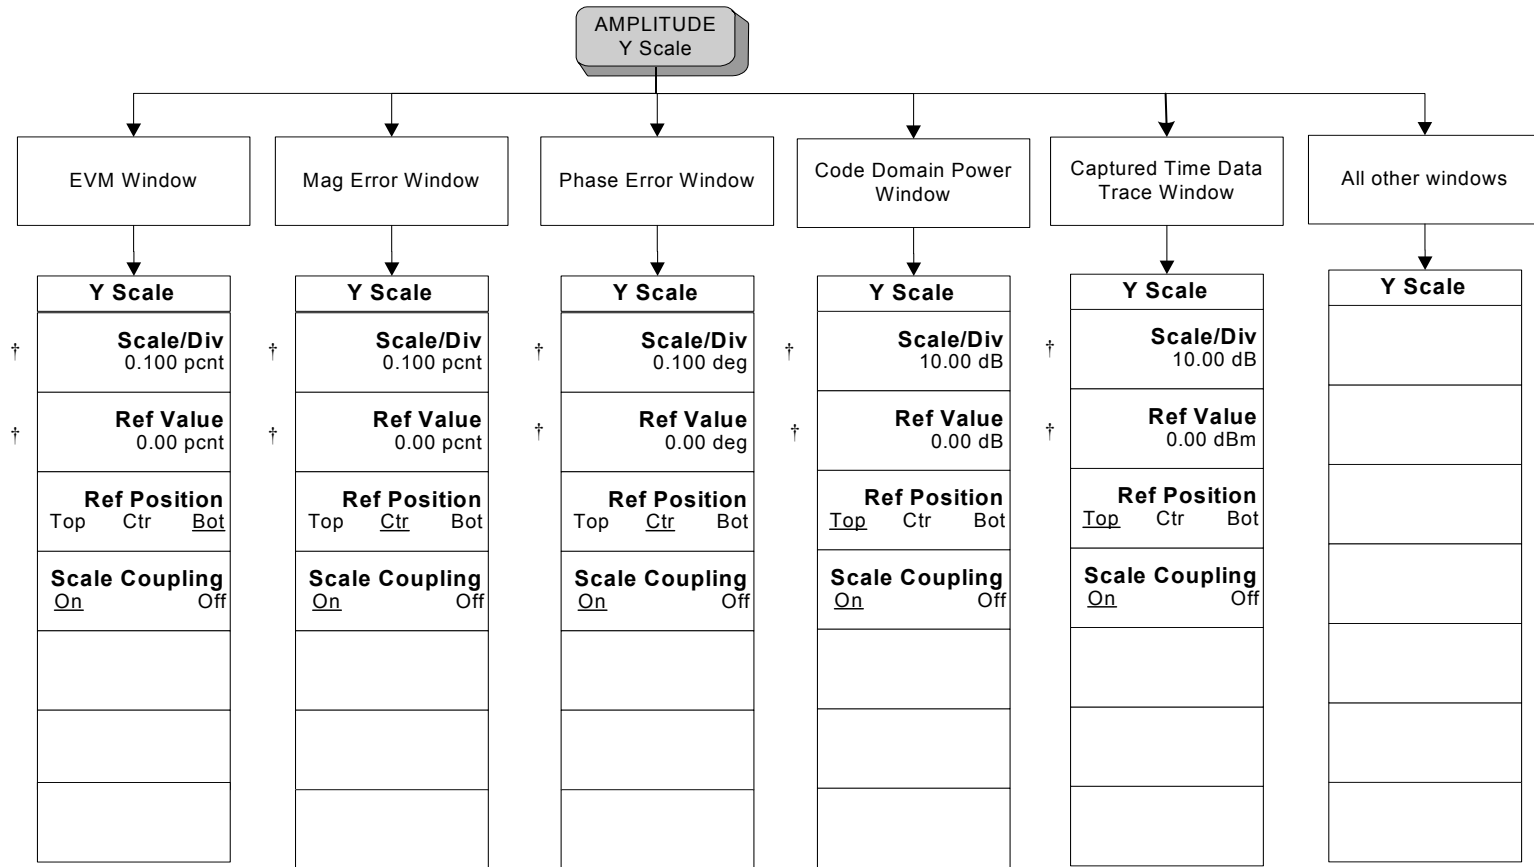 AMPLITUDE
Y Scale
EVM Window
Mag Error Window
Phase Error Window
Code Domain Power
Window
Captured Time Data
Trace Window
All other windows
Y Scale
† Scale/Div
0.100 pcnt
† Ref Value
0.00 pcnt
Ref Position
Top Ctr Bot
Scale Coupling
On Off
Y Scale
† Scale/Div
0.100 pcnt
† Ref Value
0.00 pcnt
Ref Position
Top Ctr Bot
Scale Coupling
On Off
Y Scale
† Scale/Div
0.100 deg
† Ref Value
0.00 deg
Ref Position
Top Ctr Bot
Scale Coupling
On Off
Y Scale
† Scale/Div
10.00 dB
† Ref Value
0.00 dB
Ref Position
Top Ctr Bot
Scale Coupling
On Off
Y Scale
† Scale/Div
10.00 dB
† Ref Value
0.00 dBm
Ref Position
Top Ctr Bot
Scale Coupling
On Off
Y Scale